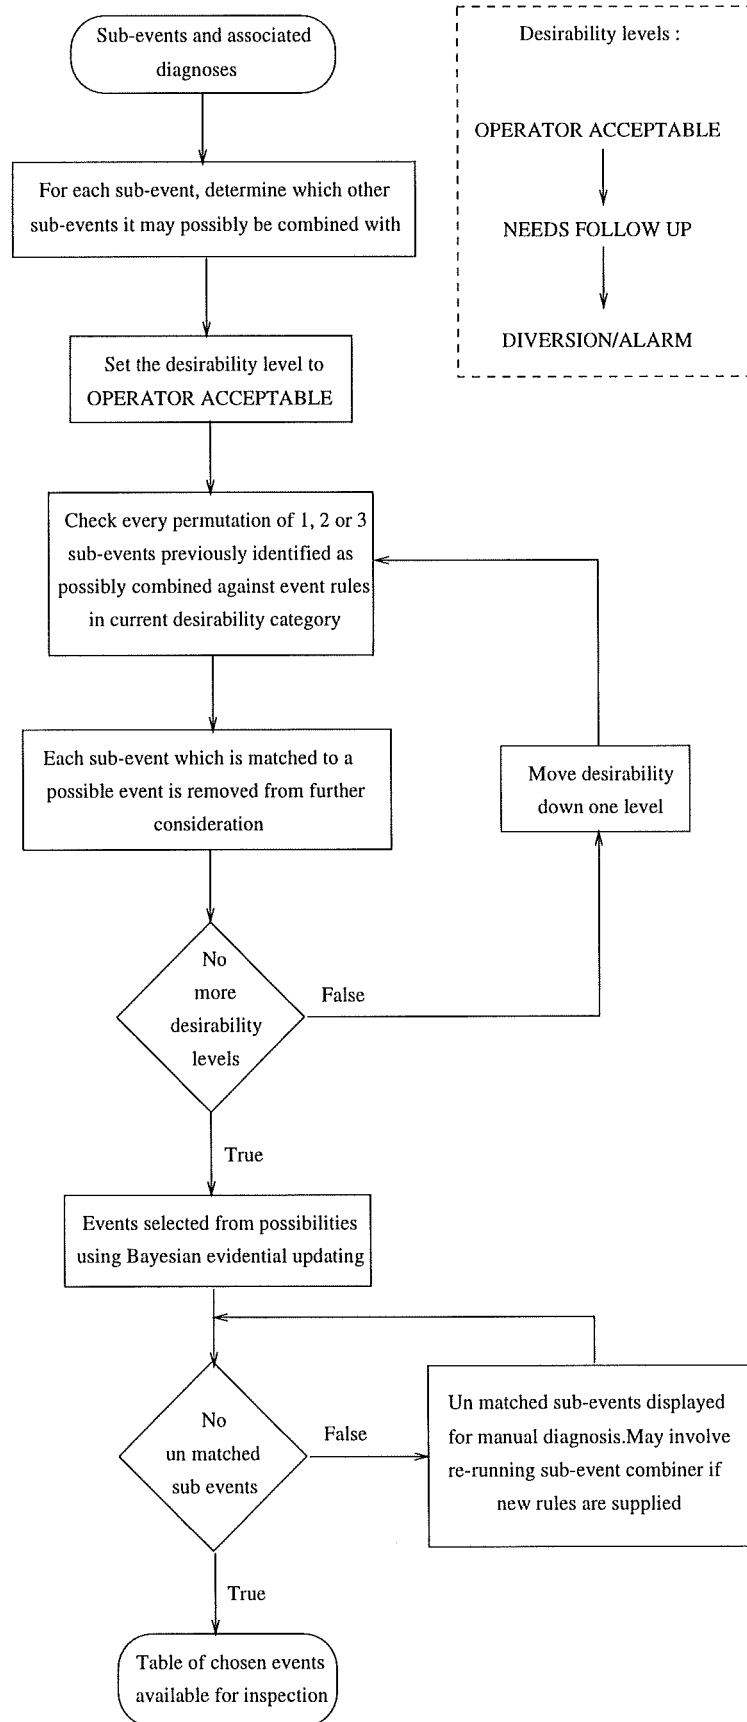 Sub-events and associated
diagnoses
For each sub-event, determine which other
sub-events it may possibly be combined with
Set the desirability level to
OPERATOR ACCEPTABLE
Check every permutation of 1, 2 or 3
sub-events previously identified as
possibly combined against event rules
in current desirability category
Each sub-event which is matched to a
possible event is removed from further
consideration
Move desirability
down one level
No
more
desirability
levels
False
True
Events selected from possibilities
using Bayesian evidential updating
No
un matched
sub events
False
Un matched sub-events displayed
for manual diagnosis.May involve
re-running sub-event combiner if
new rules are supplied
True
Table of chosen events
available for inspection
Desirability levels :
OPERATOR ACCEPTABLE
NEEDS FOLLOW UP
DIVERSION/ALARM